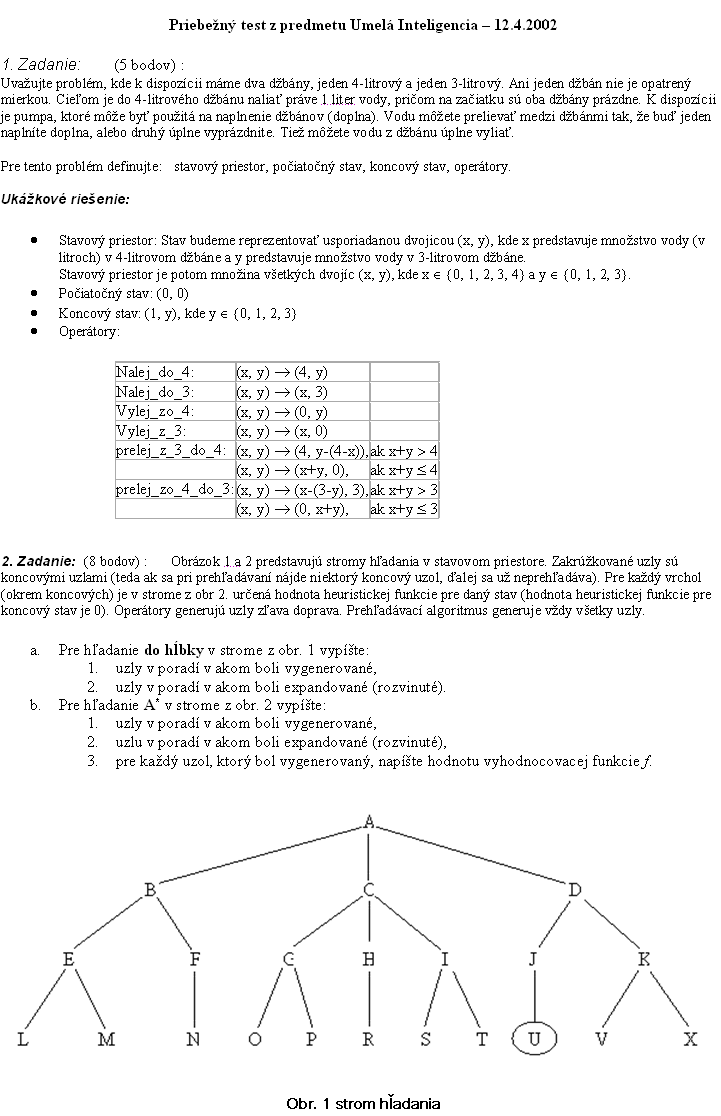 Priebežný test z predmetu Umelá Inteligencia – 12.4.2002
1. Zadanie: (5 bodov) :
Uvažujte problém, kde k dispozícii máme dva džbány, jeden 4-litrový a jeden 3-litrový. Ani jeden džbán nie je opatrený
mierkou. Cieľom je do 4-litrového džbánu naliať práve 1 liter vody, pričom na začiatku sú oba džbány prázdne. K dispozícii
je pumpa, ktoré môže byť použitá na naplnenie džbánov (doplna). Vodu môžete prelievať medzi džbánmi tak, že buď jeden
naplníte doplna, alebo druhý úplne vyprázdnite. Tiež môžete vodu z džbánu úplne vyliať.
Pre tento problém definujte: stavový priestor, počiatočný stav, koncový stav, operátory.
Ukážkové riešenie:
• Stavový priestor: Stav budeme reprezentovať usporiadanou dvojicou (x, y), kde x predstavuje množstvo vody (v
litroch) v 4-litrovom džbáne a y predstavuje množstvo vody v 3-litrovom džbáne.
Stavový priestor je potom množina všetkých dvojíc (x, y), kde x ∈ {0, 1, 2, 3, 4} a y ∈ {0, 1, 2, 3}.
• Počiatočný stav: (0, 0)
• Koncový stav: (1, y), kde y ∈ {0, 1, 2, 3}
• Operátory:
Nalej_do_4: (x, y) → (4, y)
Nalej_do_3: (x, y) → (x, 3)
Vylej_zo_4: (x, y) → (0, y)
Vylej_z_3: (x, y) → (x, 0)
prelej_z_3_do_4: (x, y) → (4, y-(4-x)), ak x+y > 4
(x, y) → (x+y, 0), ak x+y ≤ 4
prelej_zo_4_do_3: (x, y) → (x-(3-y), 3), ak x+y > 3
(x, y) → (0, x+y), ak x+y ≤ 3
2. Zadanie: (8 bodov) : Obrázok 1 a 2 predstavujú stromy hľadania v stavovom priestore. Zakrúžkované uzly sú
koncovými uzlami (teda ak sa pri prehľadávaní nájde niektorý koncový uzol, ďalej sa už neprehľadáva). Pre každý vrchol
(okrem koncových) je v strome z obr 2. určená hodnota heuristickej funkcie pre daný stav (hodnota heuristickej funkcie pre
koncový stav je 0). Operátory generujú uzly zľava doprava. Prehľadávací algoritmus generuje vždy všetky uzly.
a. Pre hľadanie do hĺbky v strome z obr. 1 vypíšte:
1. uzly v poradí v akom boli vygenerované,
2. uzly v poradí v akom boli expandované (rozvinuté).
b. Pre hľadanie A* v strome z obr. 2 vypíšte:
1. uzly v poradí v akom boli vygenerované,
2. uzlu v poradí v akom boli expandované (rozvinuté),
3. pre každý uzol, ktorý bol vygenerovaný, napíšte hodnotu vyhodnocovacej funkcie f.
A
B C D
E F G H I J K
L M N O P R S T U V X
Obr. 1 strom hľadania